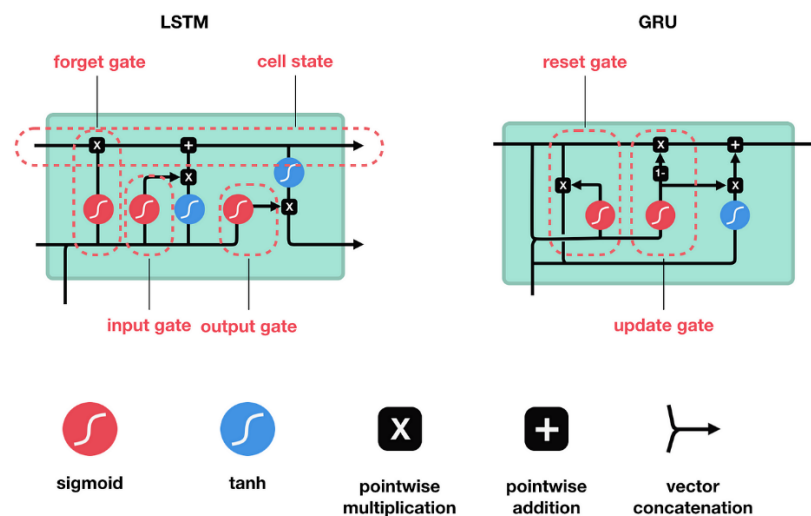 LSTM
GRU
forget gate
cell state
reset gate
X
+
X
X
X
+
1-
X
X
input gate
output gate
update gate
X
+
sigmoid
tanh
pointwise
multiplication
pointwise
addition
vector
concatenation